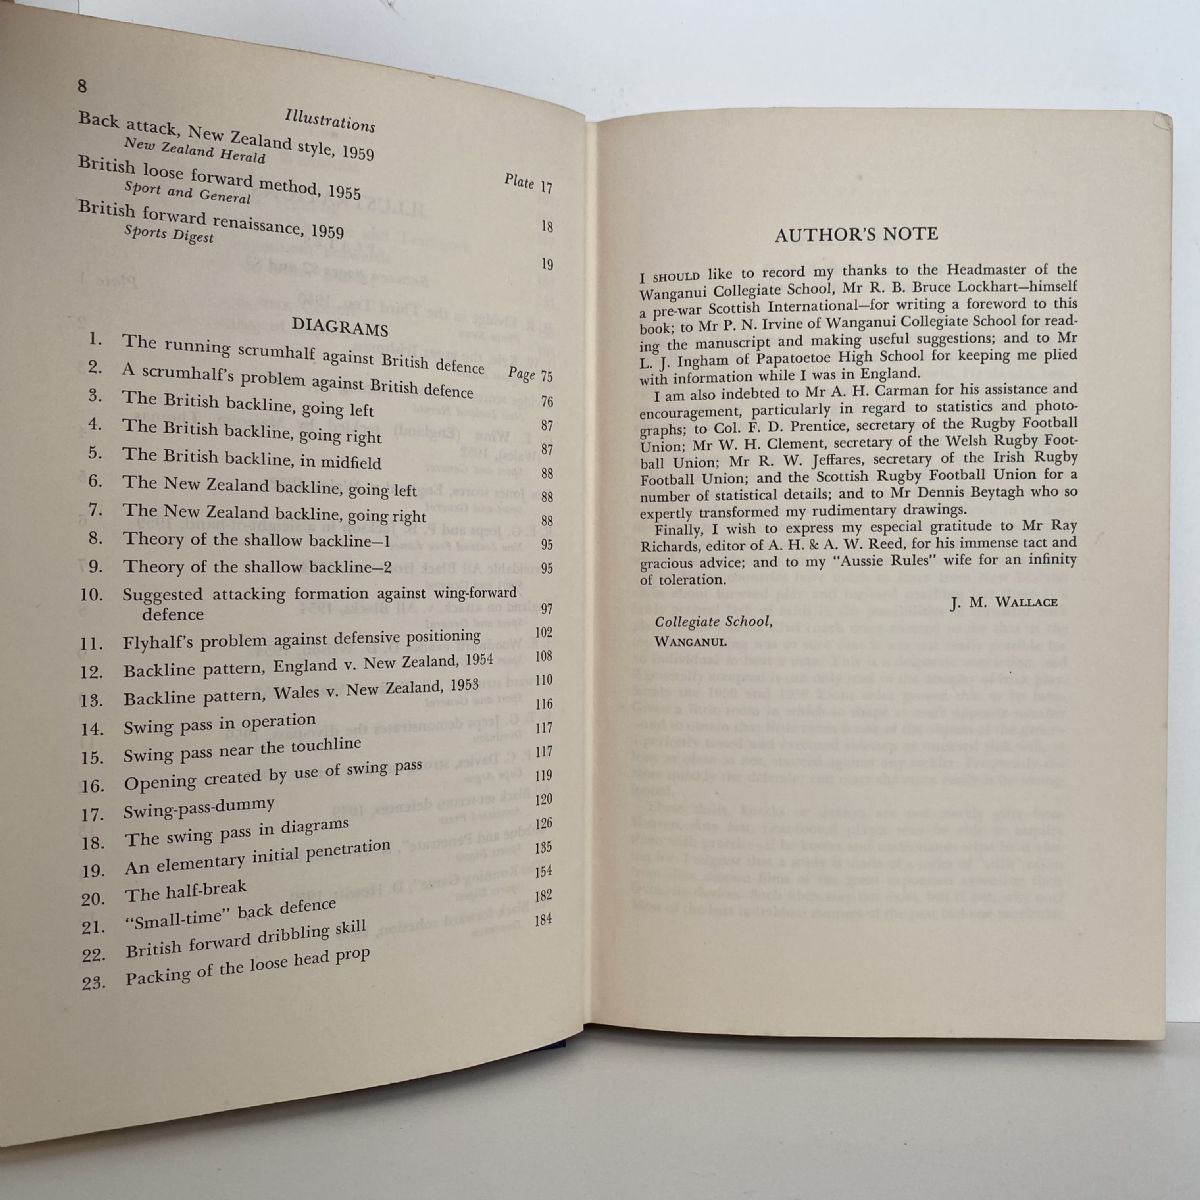 8
Illustrations
Back attack, New Zealand style, 1959 Plate 17
New Zealand Herald
British loose forward method, 1955 18
Sport and General
British forward renaissance, 1959 19
Sports Digest
DIAGRAMS
1. The running scrumhalf against British defence Page 75
2. A scrumhalf's problem against British defence 76
3. The British backline, going left 87
4. The British backline, going right 87
5. The British backline, in midfield 88
6. The New Zealand backline, going left 88
7. The New Zealand backline, going right 88
8. Theory of the shallow backline—1 95
9. Theory of the shallow backline—2 95
10. Suggested attacking formation against wing-forward
defence 97
11. Flyhalf's problem against defensive positioning 102
12. Backline pattern, England v. New Zealand, 1954 108
13. Backline pattern, Wales v. New Zealand, 1953 110
14. Swing pass in operation 116
15. Swing pass near the touchline 117
16. Opening created by use of swing pass 117
17. Swing-pass-dummy 119
18. The swing pass in diagrams 120
19. An elementary initial penetration 126
20. The half-break 135
21. "Small-time" back defence 154
22. British forward dribbling skill 182
23. Packing of the loose head prop 184
AUTHOR'S NOTE
I SHOULD like to record my thanks to the Headmaster of the
Wanganui Collegiate School, Mr R. B. Bruce Lockhart—himself
a pre-war Scottish International—for writing a foreword to this
book; to Mr P. N. Irvine of Wanganui Collegiate School for read-
ing the manuscript and making useful suggestions; and to Mr
L. J. Ingham of Papatoetoe High School for keeping me plied
with information while I was in England.
I am also indebted to Mr A. H. Carman for his assistance and
encouragement, particularly in regard to statistics and photo-
graphs; to Col. F. D. Prentice, secretary of the Rugby Football
Union; Mr W. H. Clement, secretary of the Welsh Rugby Foot-
ball Union; Mr R. W. Jeffares, secretary of the Irish Rugby
Football Union; and the Scottish Rugby Football Union for a
number of statistical details; and to Mr Dennis Beytagh who so
expertly transformed my rudimentary drawings.
Finally, I wish to express my especial gratitude to Mr Ray
Richards, editor of A. H. & A. W. Reed, for his immense tact and
gracious advice; and to my "Aussie Rules" wife for an infinity
of toleration.
J. M. WALLACE
Collegiate School,
WANGANUI.